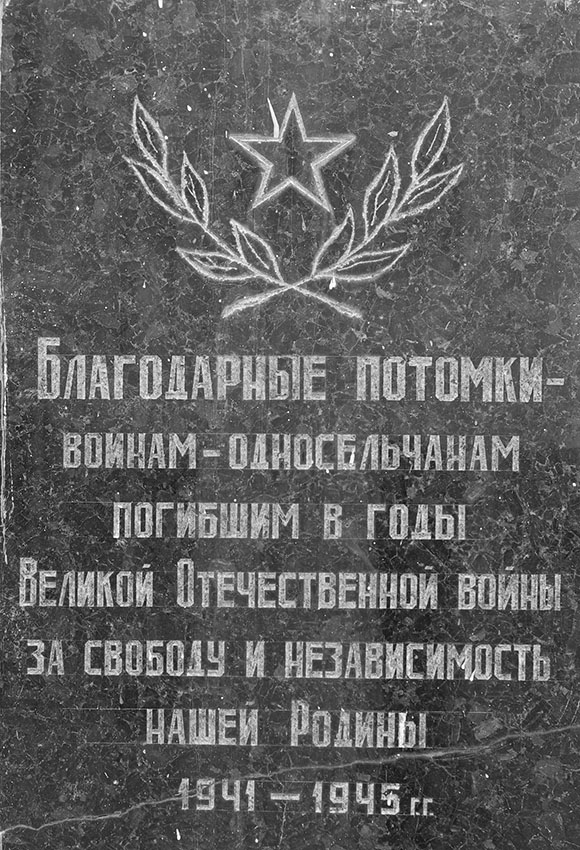 Благодарные потомки-
воинам-односельчанам
погибшим в годы
Великой Отечественной войны
за свободу и независимость
нашей Родины
1941-1945 г.г.